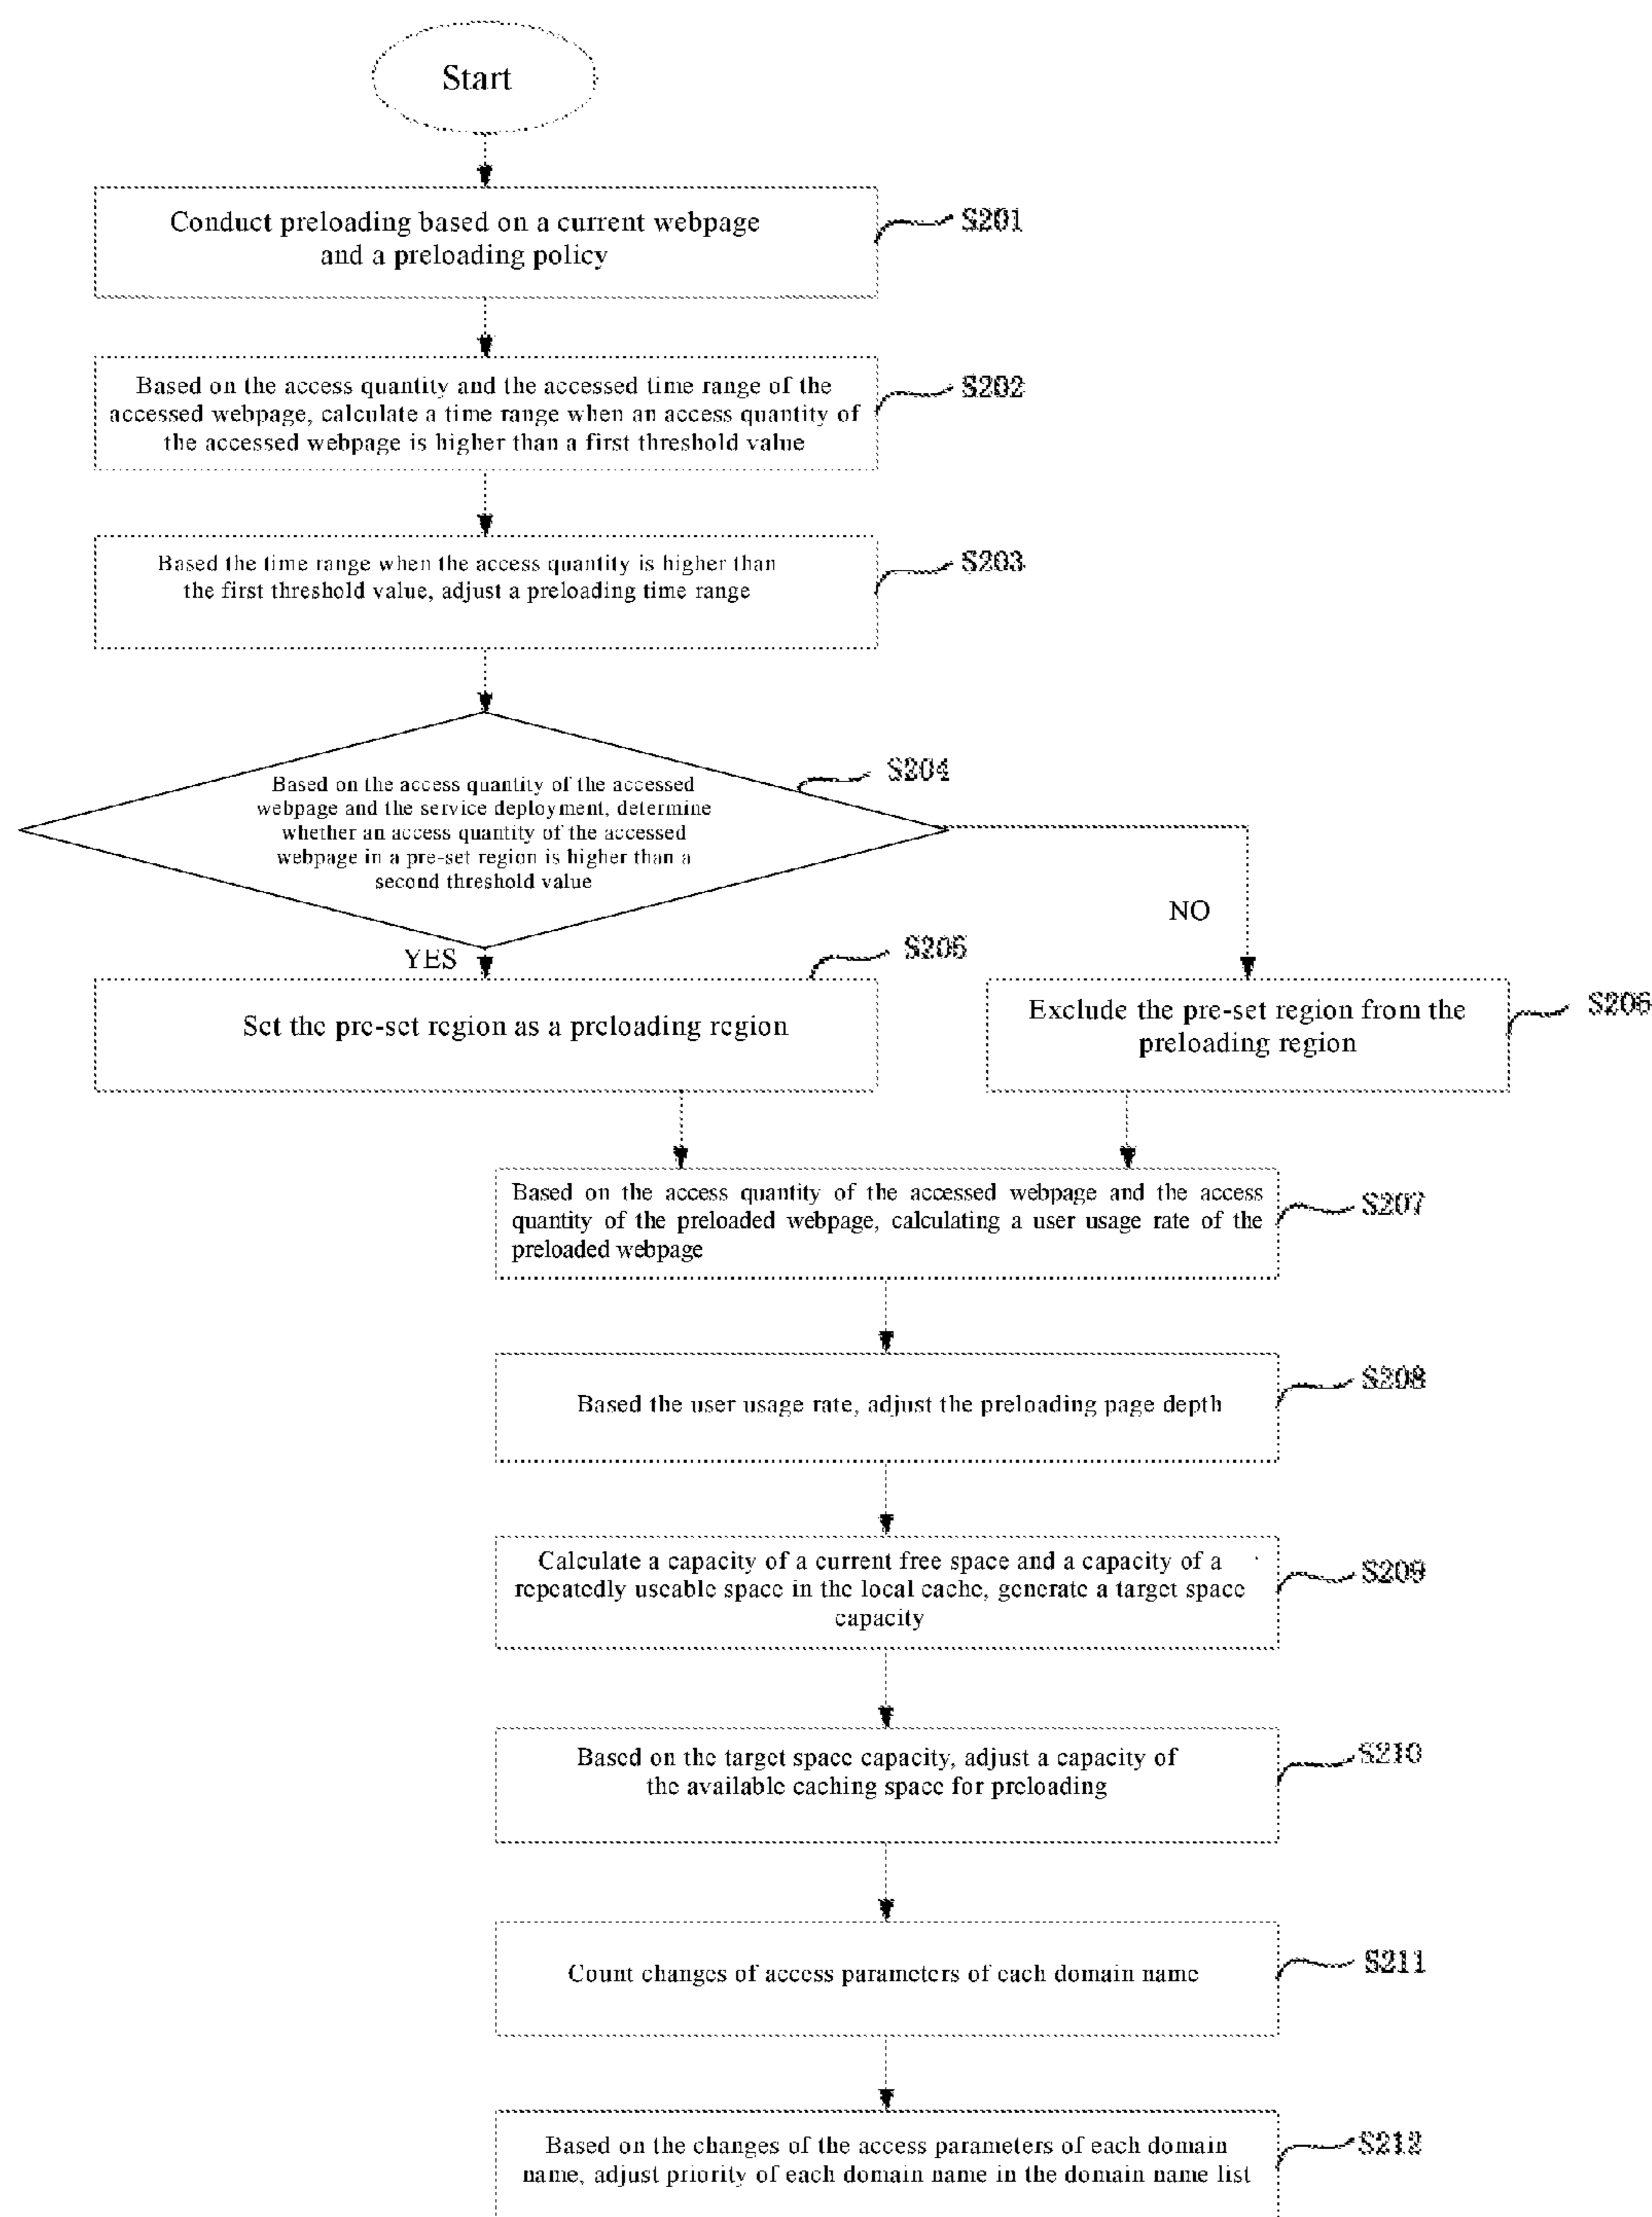 Start
Conduct preloading based on a current webpage
and a preloading policy
S201
Based on the access quantity and the accessed time range of the
accessed webpage, calculate a time range when an access quantity of
the accessed webpage is higher than a first threshold value
S202
Based the time range when the access quantity is higher than
the first threshold value, adjust a preloading time range
S203
Based on the access quantity of the accessed
webpage and the service deployment, determine
whether an access quantity of the accessed
webpage in a pre-set region is higher than a
second threshold value
S204
NO
YES
S205
Set the pre-set region as a preloading region
Exclude the pre-set region from the
preloading region
S206
Based on the access quantity of the accessed webpage and the access
quantity of the preloaded webpage, calculating a user usage rate of the
preloaded webpage
S207
Based the user usage rate, adjust the preloading page depth
S208
Calculate a capacity of a current free space and a capacity of a
repeatedly useable space in the local cache, generate a target space
capacity
S209
Based on the target space capacity, adjust a capacity of
the available caching space for preloading
S210
Count changes of access parameters of each domain name
S211
Based on the changes of the access parameters of each domain
name, adjust priority of each domain name in the domain name list
S212